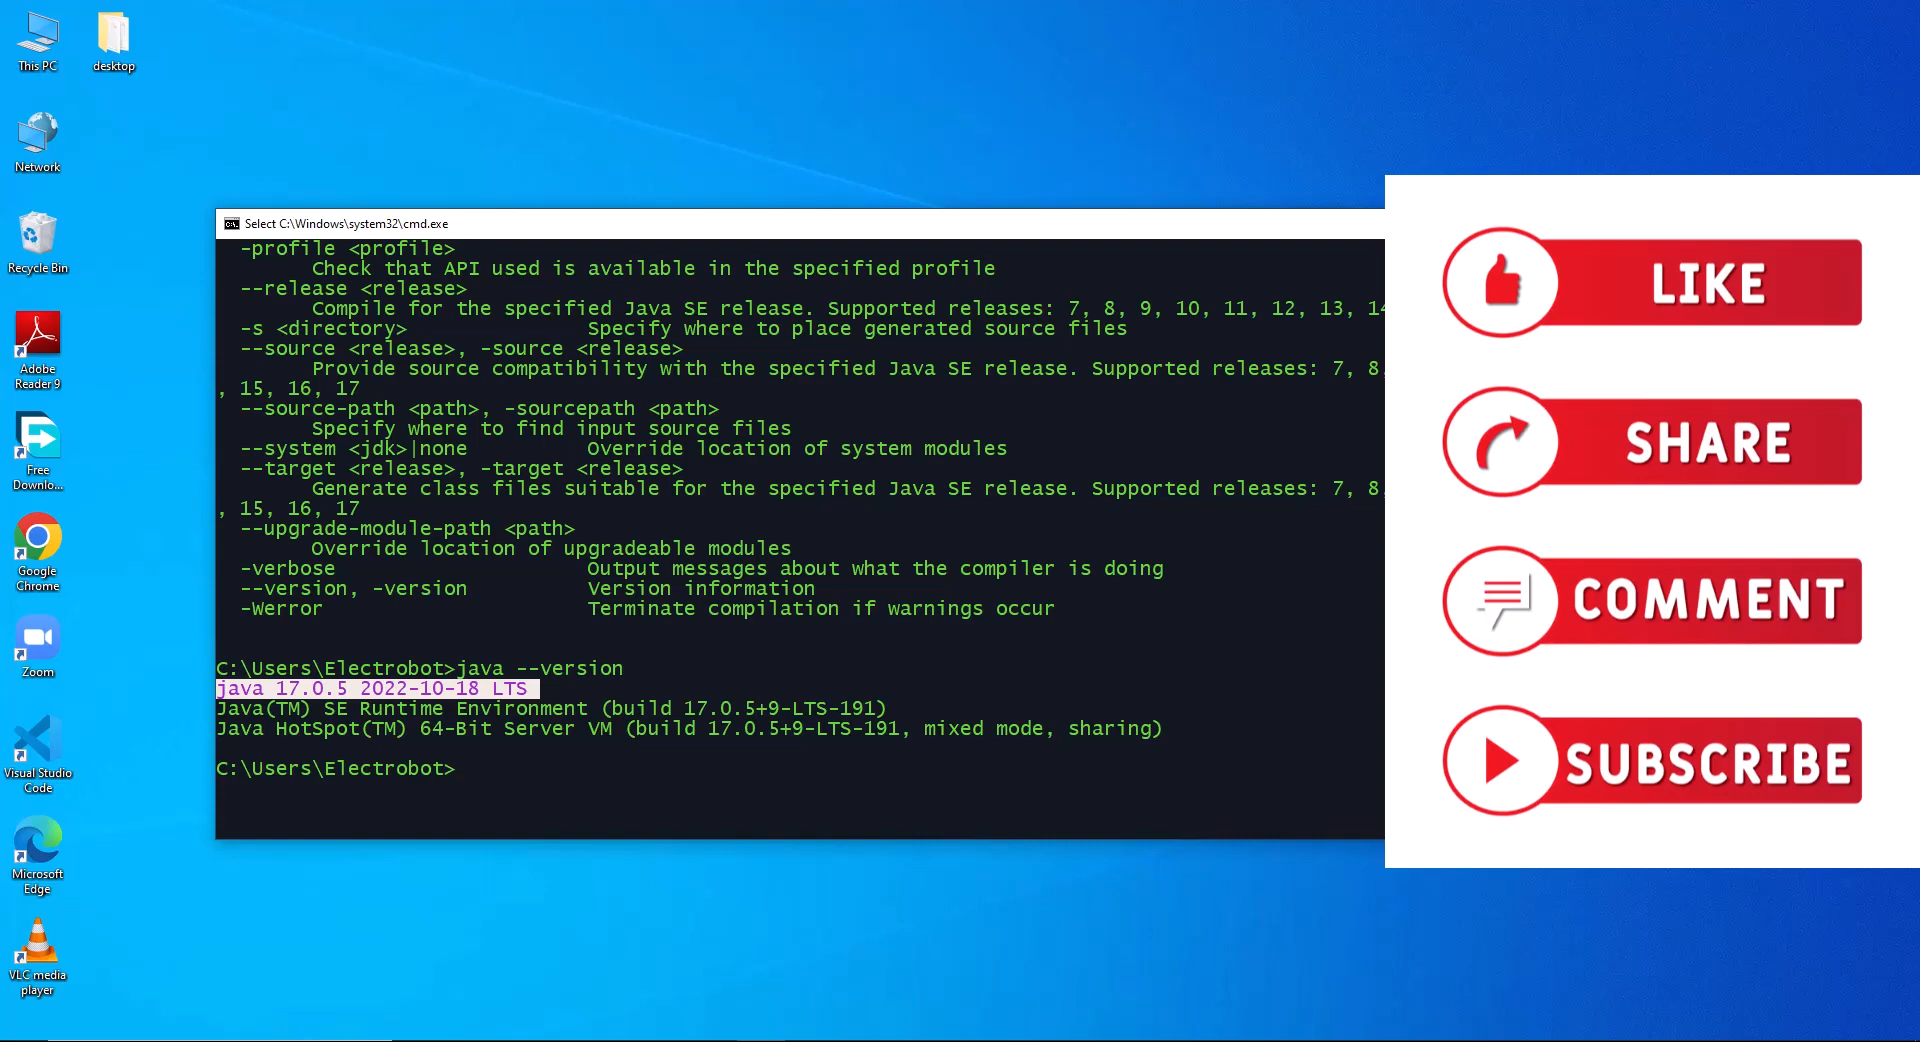 This PC
desktop
Network
Recycle Bin
Adobe
Reader 9
Free
Downlo...
Google
Chrome
Zoom
Visual Studio
Code
Microsoft
Edge
VLC media
player
Select C:\Windows\system32\cmd.exe
-profile <profile>
Check that API used is available in the specified profile
--release <release>
Compile for the specified Java SE release. Supported releases: 7, 8, 9, 10, 11, 12, 13, 14
-s <directory> Specify where to place generated source files
--source <release>, -source <release>
Provide source compatibility with the specified Java SE release. Supported releases: 7, 8,
, 15, 16, 17
--source-path <path>, -sourcepath <path>
Specify where to find input source files
--system <jdk>|none Override location of system modules
--target <release>, -target <release>
Generate class files suitable for the specified Java SE release. Supported releases: 7, 8,
, 15, 16, 17
--upgrade-module-path <path>
Override location of upgradeable modules
-verbose Output messages about what the compiler is doing
--version, -version Version information
-Werror Terminate compilation if warnings occur
C:\Users\Electrobot>java --version
java 17.0.5 2022-10-18 LTS
Java(TM) SE Runtime Environment (build 17.0.5+9-LTS-191)
Java HotSpot(TM) 64-Bit Server VM (build 17.0.5+9-LTS-191, mixed mode, sharing)
C:\Users\Electrobot>
LIKE
SHARE
COMMENT
SUBSCRIBE